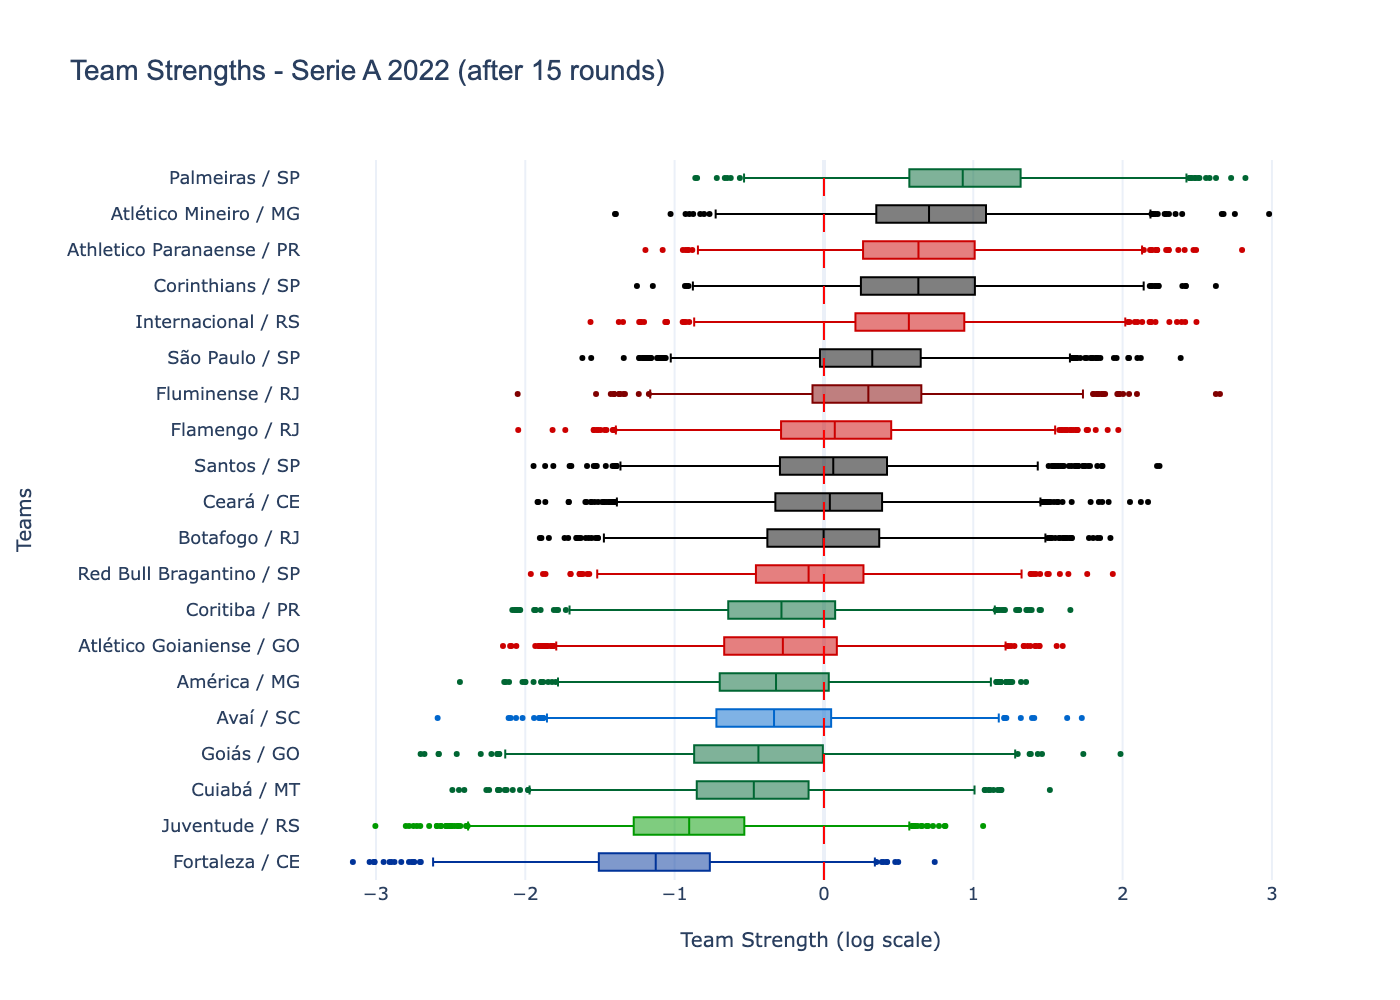 Team Strengths - Serie A 2022 (after 15 rounds)
Teams
Palmeiras / SP
Atlético Mineiro / MG
Athletico Paranaense / PR
Corinthians / SP
Internacional / RS
São Paulo / SP
Fluminense / RJ
Flamengo / RJ
Santos / SP
Ceará / CE
Botafogo / RJ
Red Bull Bragantino / SP
Coritiba / PR
Atlético Goianiense / GO
América / MG
Avaí / SC
Goiás / GO
Cuiabá / MT
Juventude / RS
Fortaleza / CE
−3 −2 −1 0 1 2 3
Team Strength (log scale)